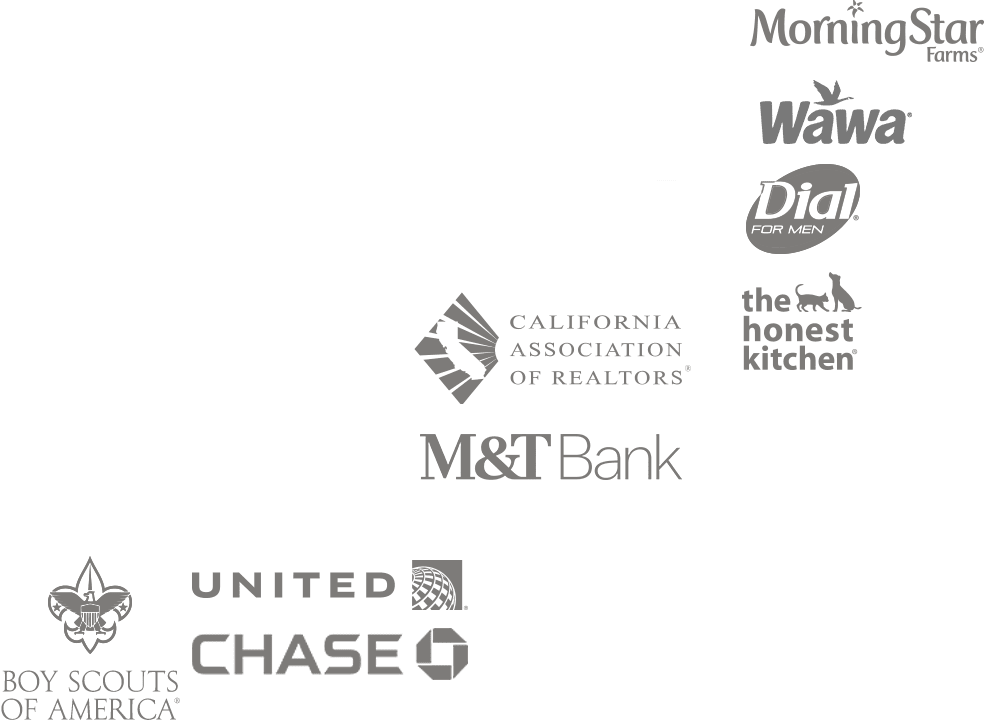 MorningStar
Farms®
Wawa®
Dial®
FOR MEN
the
honest
kitchen®
CALIFORNIA
ASSOCIATION
OF REALTORS®
M&T Bank
UNITED
CHASE
BOY SCOUTS
OF AMERICA®